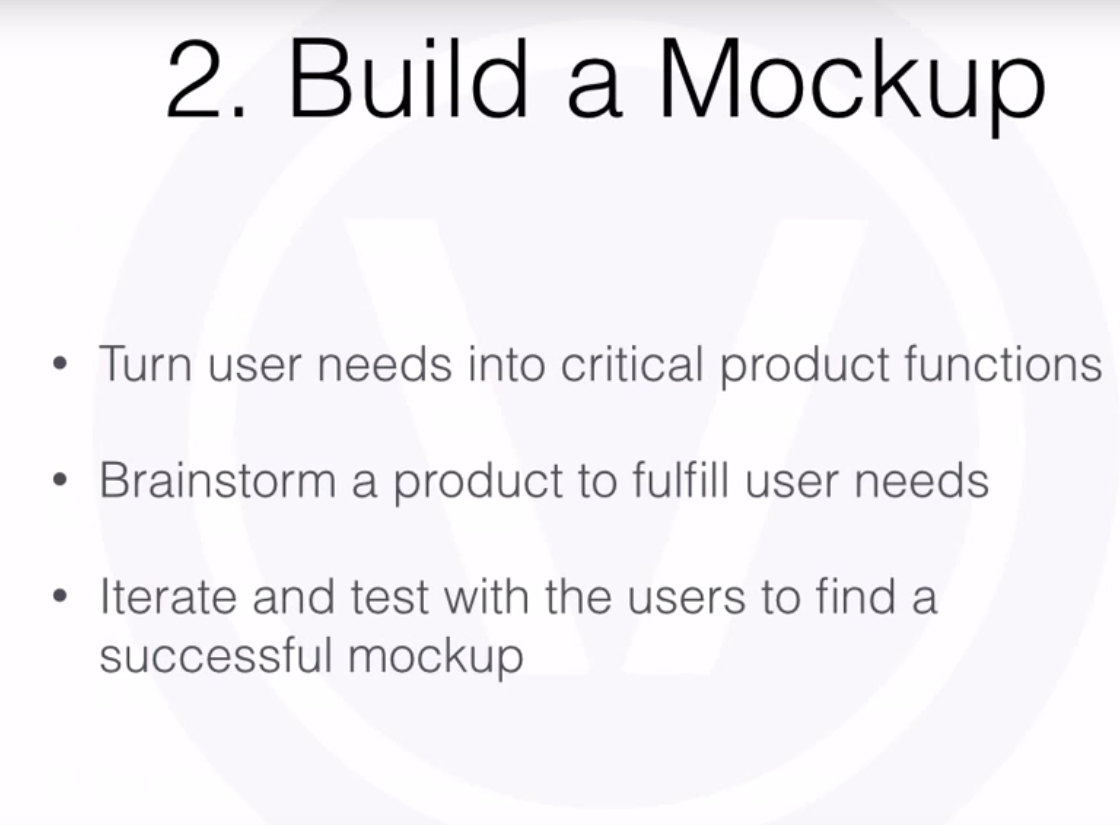 2. Build a Mockup
• Turn user needs into critical product functions
• Brainstorm a product to fulfill user needs
• Iterate and test with the users to find a
successful mockup